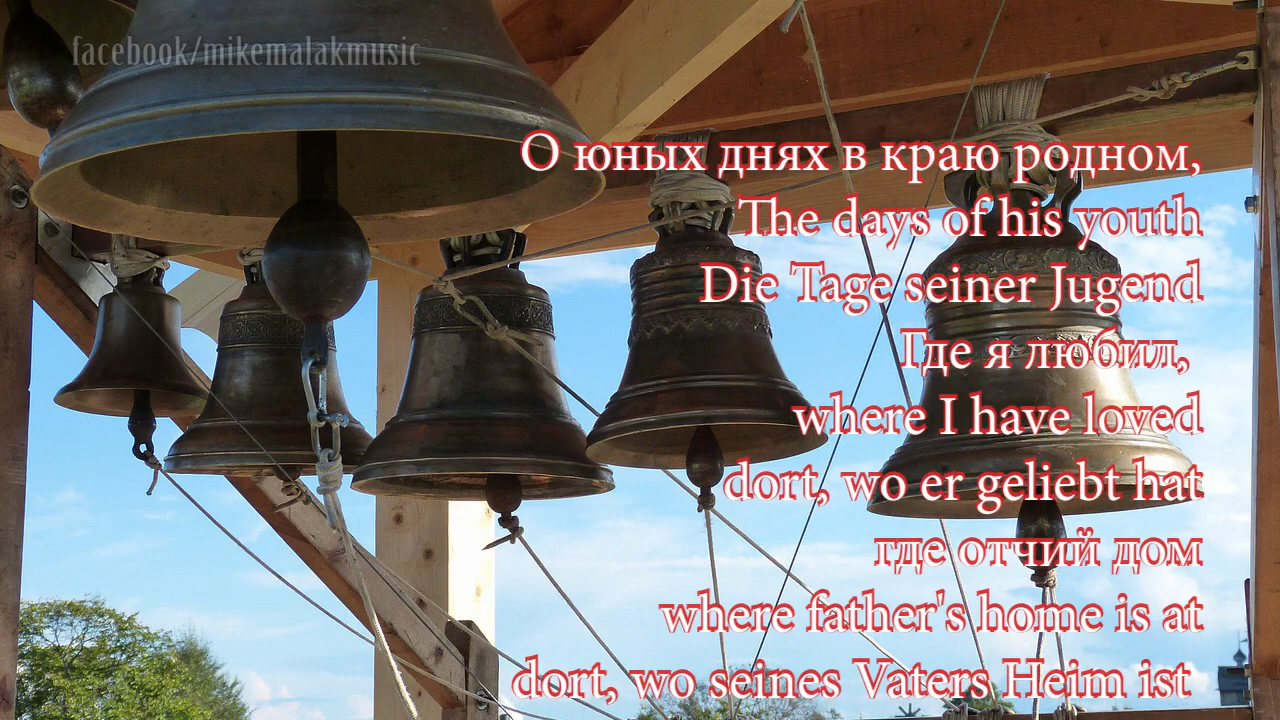 facebook/mikemalakmusic
О юных днях в краю родном,
The days of his youth
Die Tage seiner Jugend
Где я любил,
where I have loved
dort, wo er geliebt hat
где отчий дом
where father's home is at
dort, wo seines Vaters Heim ist